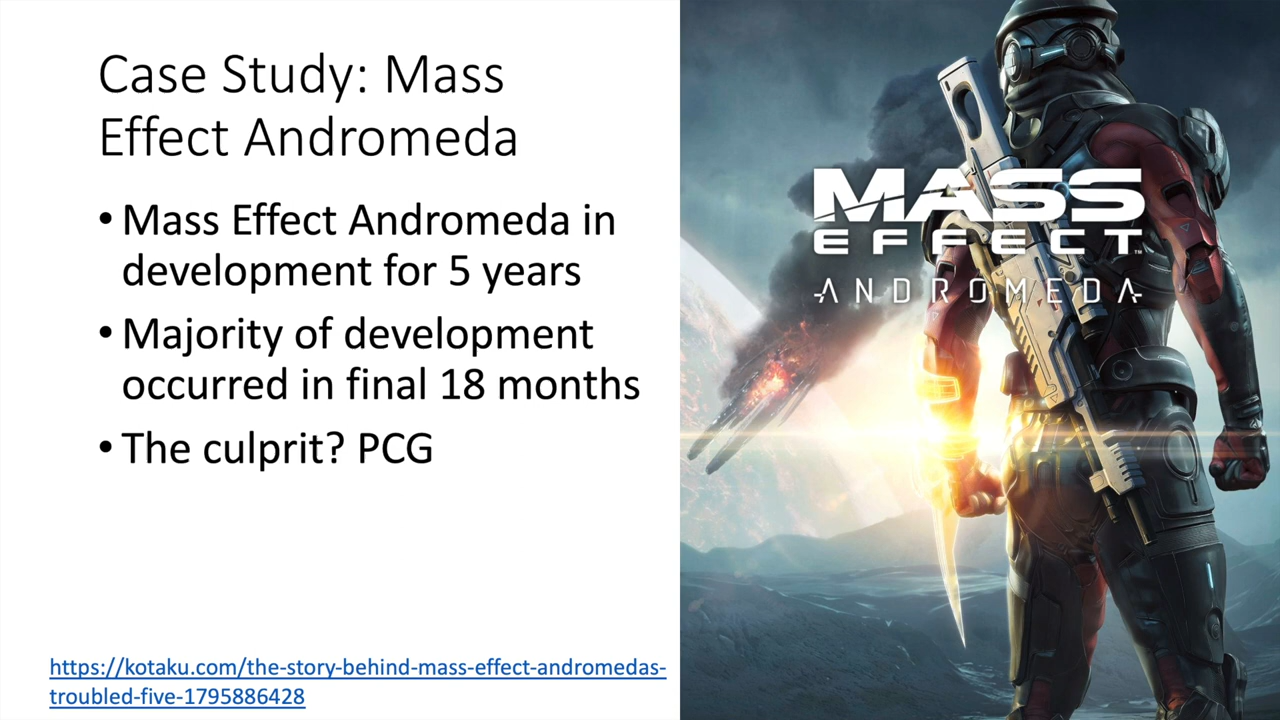 Case Study: Mass
Effect Andromeda
• Mass Effect Andromeda in
development for 5 years
• Majority of development
occurred in final 18 months
• The culprit? PCG
https://kotaku.com/the-story-behind-mass-effect-andromedas-
troubled-five-1795886428
MASS
EFFECT™
ANDROMEDA